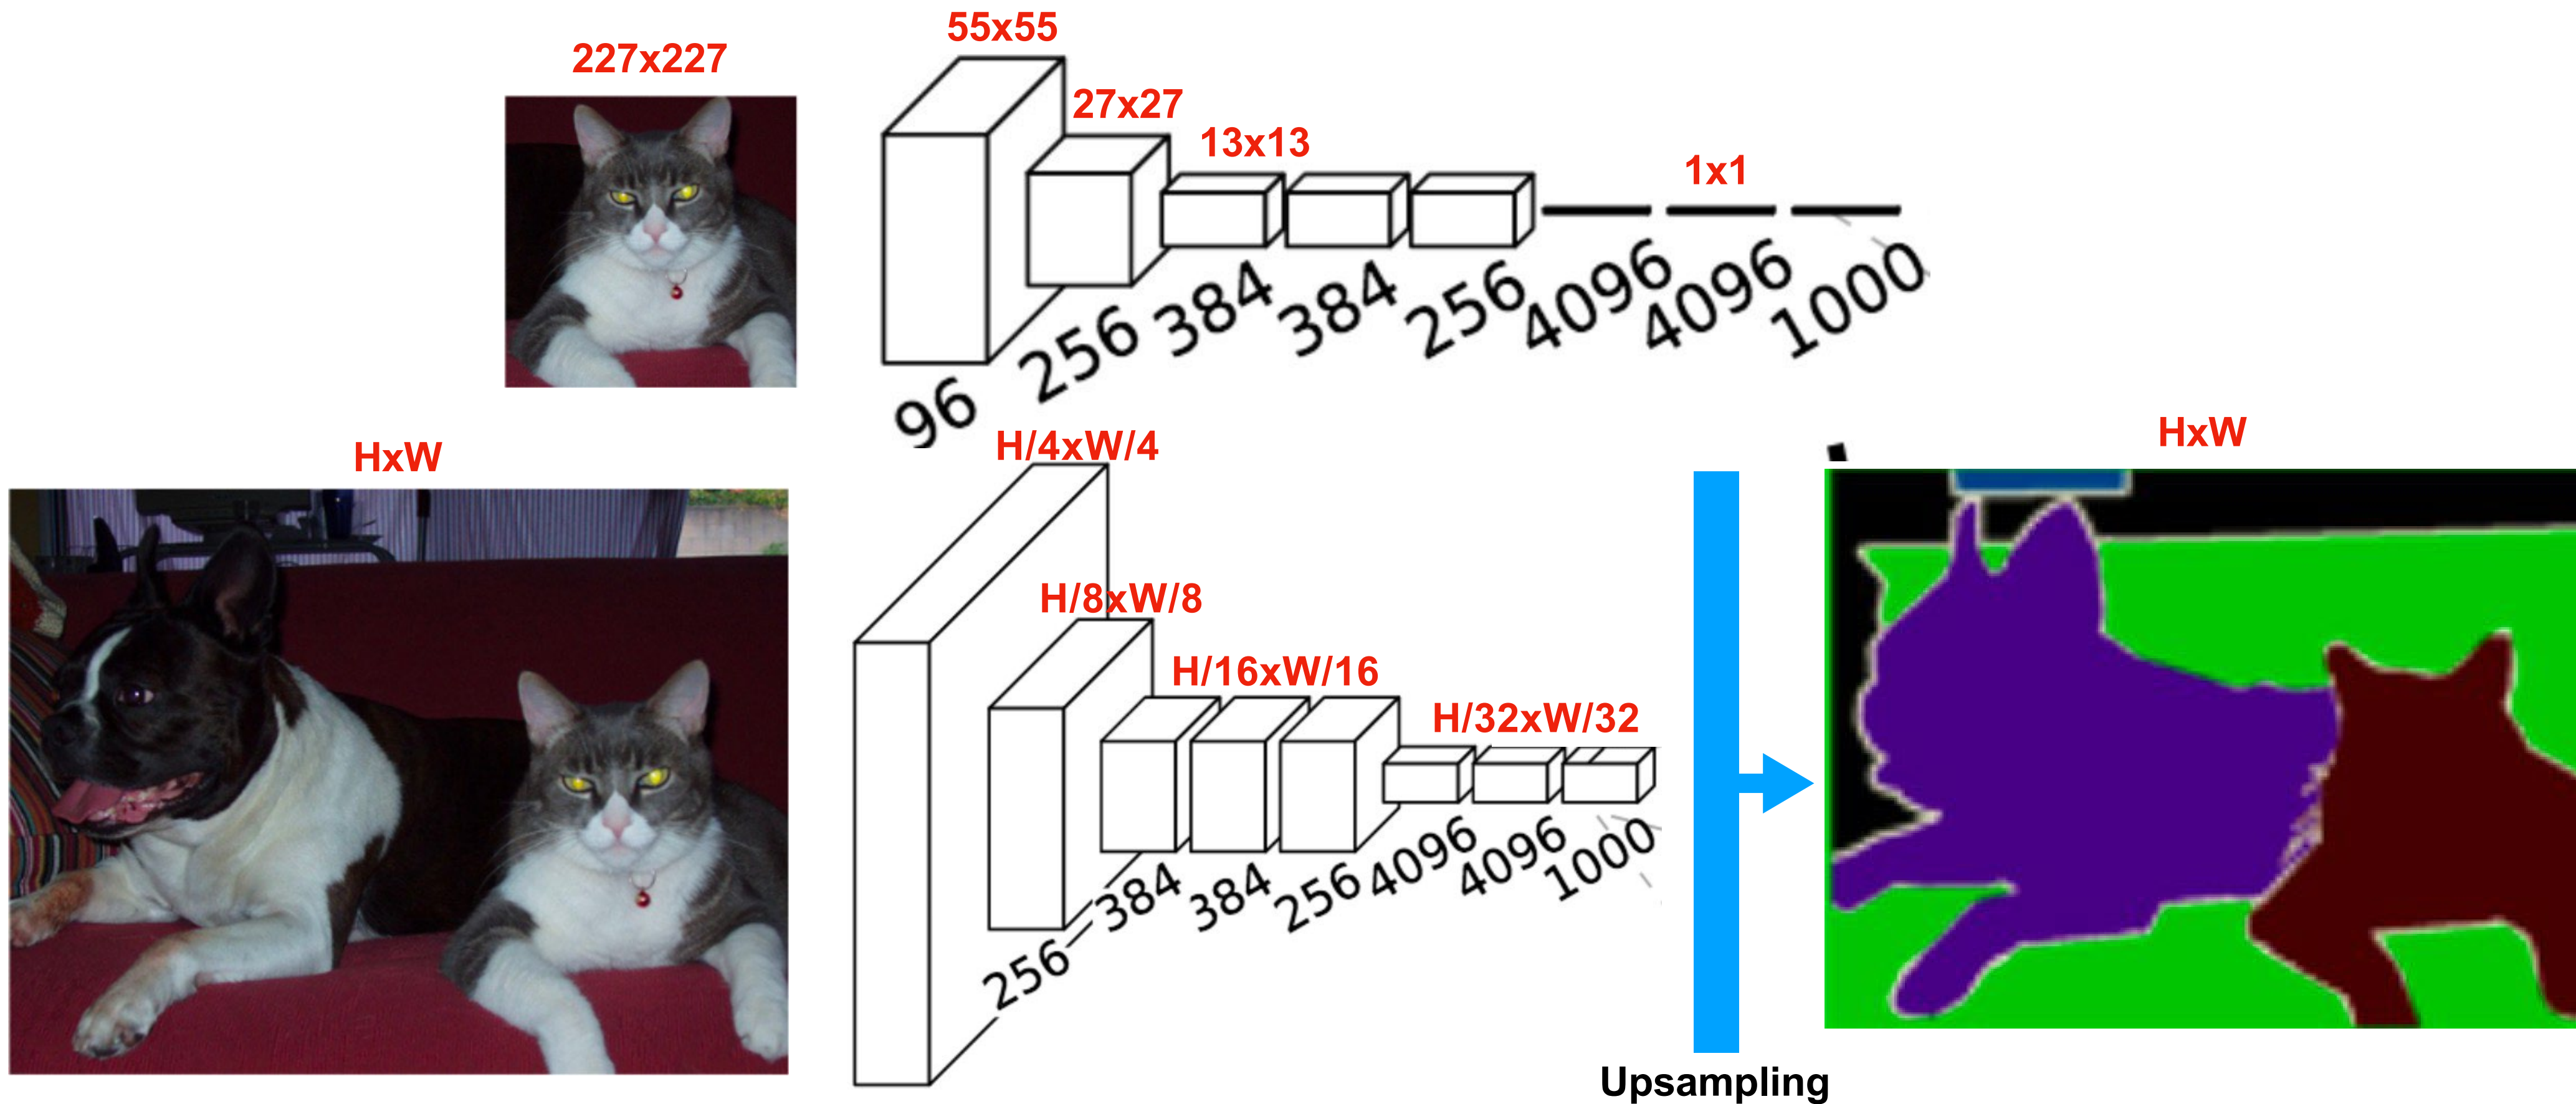 55x55
227x227
27x27
13x13
1x1
96
256
384
384
256
4096
4096
1000
HxW
H/4xW/4
HxW
H/8xW/8
H/16xW/16
H/32xW/32
256
384
384
256
4096
4096
1000
Upsampling